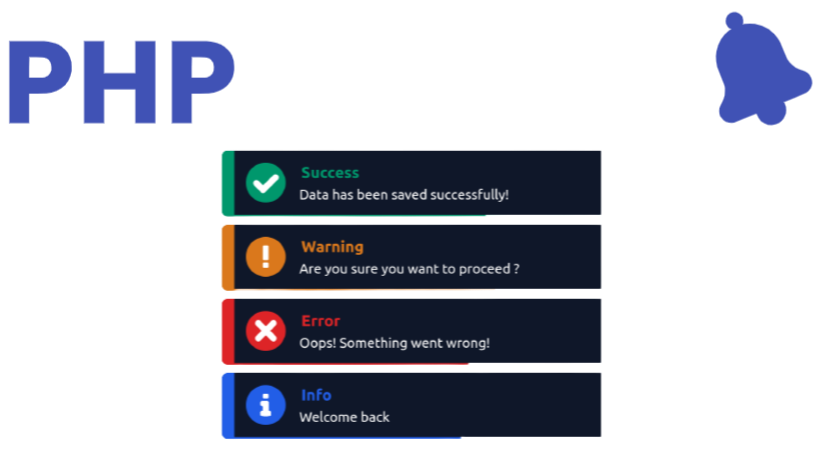 PHP
Success
Data has been saved successfully!
Warning
Are you sure you want to proceed ?
Error
Oops! Something went wrong!
Info
Welcome back